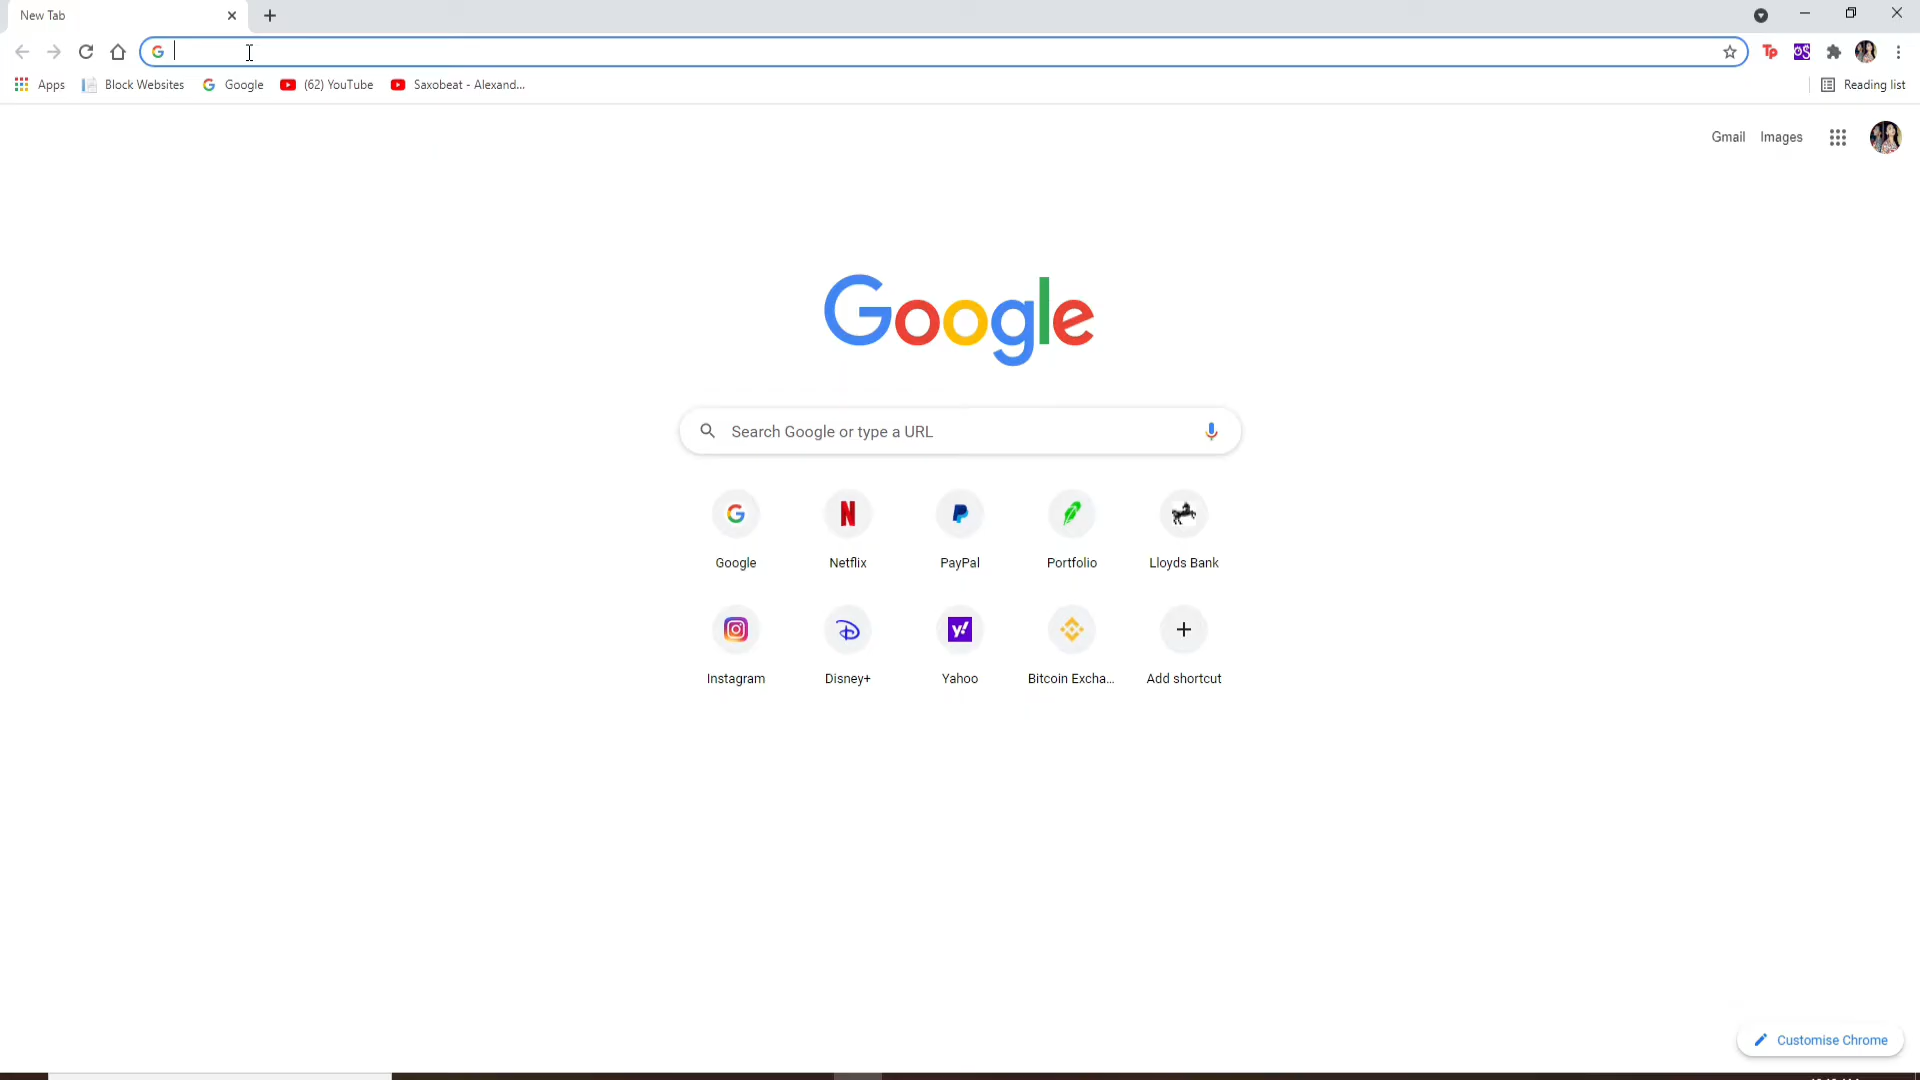 New Tab
Apps
Block Websites
Google
(62) YouTube
Saxobeat - Alexand...
Reading list
Gmail
Images
Google
Search Google or type a URL
Google
Netflix
PayPal
Portfolio
Lloyds Bank
Instagram
Disney+
Yahoo
Bitcoin Excha...
Add shortcut
Customise Chrome